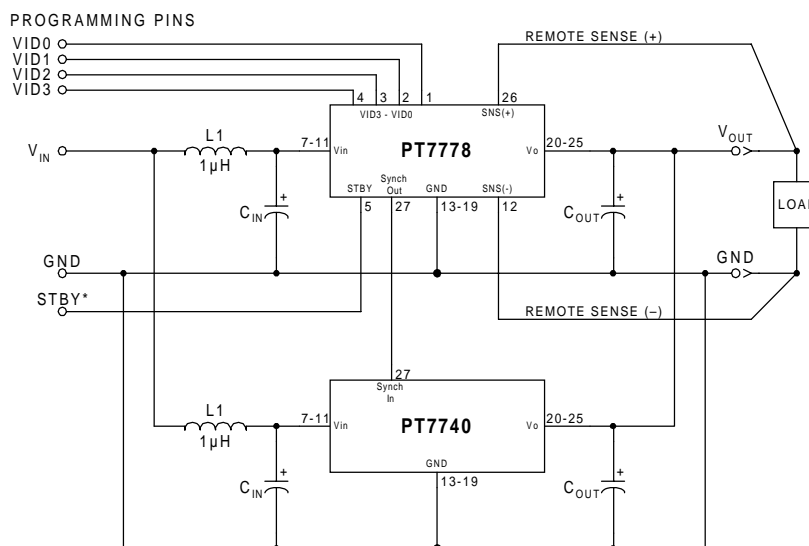 PROGRAMMING PINS
VID0
VID1
VID2
VID3
4 3 2 1
VID3 - VID0
26
SNS(+)
REMOTE SENSE (+)
VIN
L1
1µH
7-11
Vin
PT7778
Vo
20-25
VOUT
CIN
+
STBY
5
Synch
Out
27
GND
13-19
SNS(-)
12
COUT
+
LOAD
GND
GND
STBY*
REMOTE SENSE (–)
27
Synch
In
L1
1µH
7-11
Vin
PT7740
Vo
20-25
GND
13-19
CIN
+
COUT
+